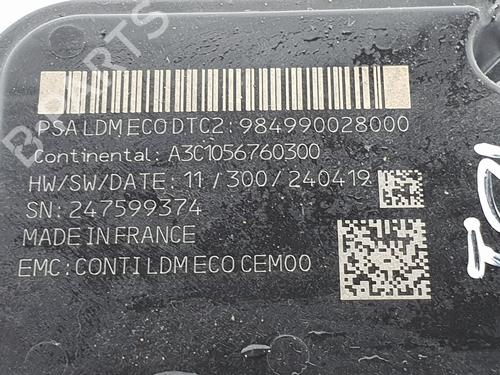 PSA LDM ECO DTC2: 984990028000
Continental: A3C1056760300
HW/SW/DATE: 11 / 300 / 240419
SN: 247599374
MADE IN FRANCE
EMC: CONTI LDM ECO CEM00